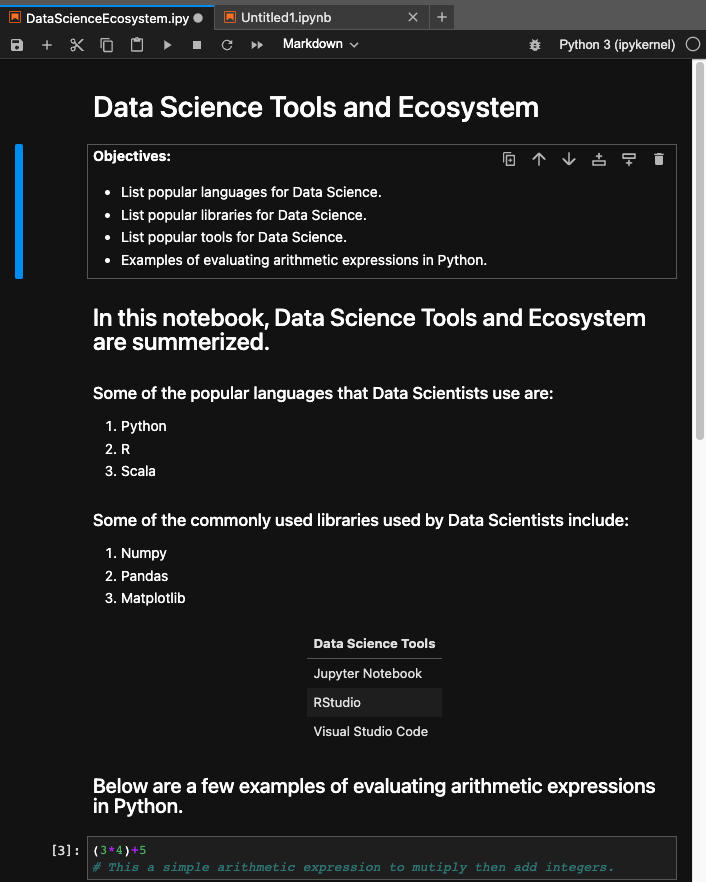 DataScienceEcosystem.ipy
Untitled1.ipynb
Markdown
Python 3 (ipykernel)
Data Science Tools and Ecosystem
Objectives:
• List popular languages for Data Science.
• List popular libraries for Data Science.
• List popular tools for Data Science.
• Examples of evaluating arithmetic expressions in Python.
In this notebook, Data Science Tools and Ecosystem
are summerized.
Some of the popular languages that Data Scientists use are:
1. Python
2. R
3. Scala
Some of the commonly used libraries used by Data Scientists include:
1. Numpy
2. Pandas
3. Matplotlib
Data Science Tools
Jupyter Notebook
RStudio
Visual Studio Code
Below are a few examples of evaluating arithmetic expressions
in Python.
[3]: (3*4)+5
# This a simple arithmetic expression to mutiply then add integers.